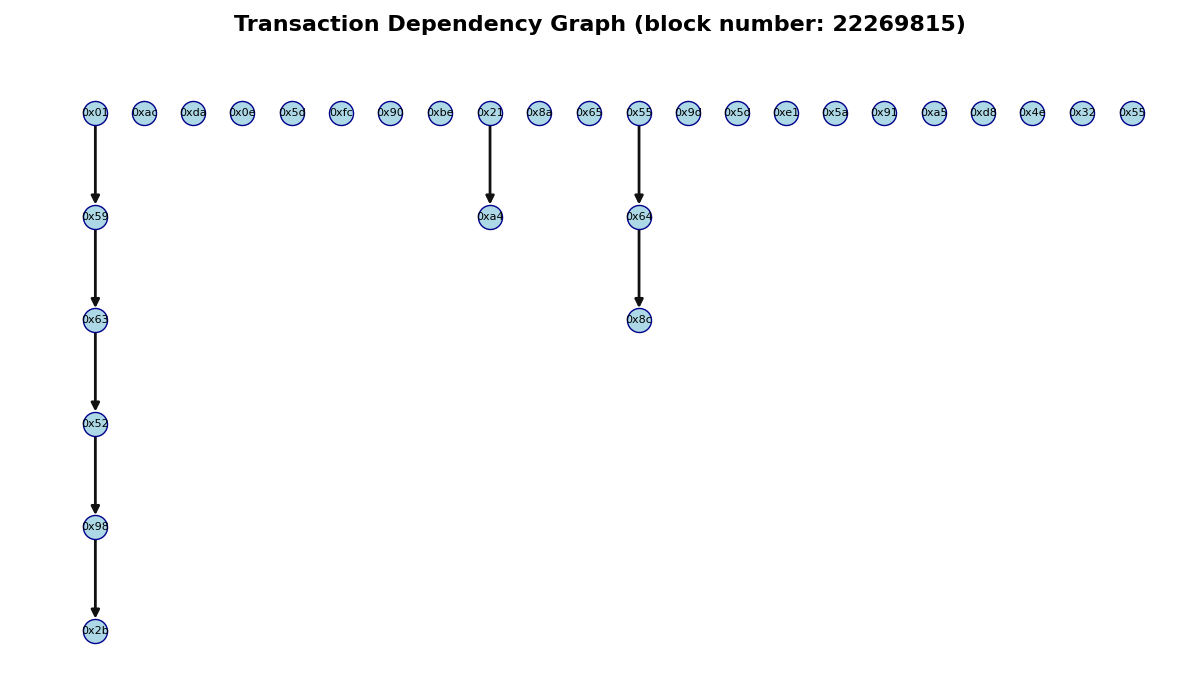 Transaction Dependency Graph (block number: 22269815)
0x01 0xac 0xda 0x0e 0x5d 0xfc 0x90 0xbe 0x21 0x8a 0x65 0x55 0x9d 0x5d 0xe1 0x5a 0x91 0xa5 0xd8 0x4e 0x32 0x55
0x59 0xa4 0x64
0x63 0x8c
0x52
0x98
0x2b